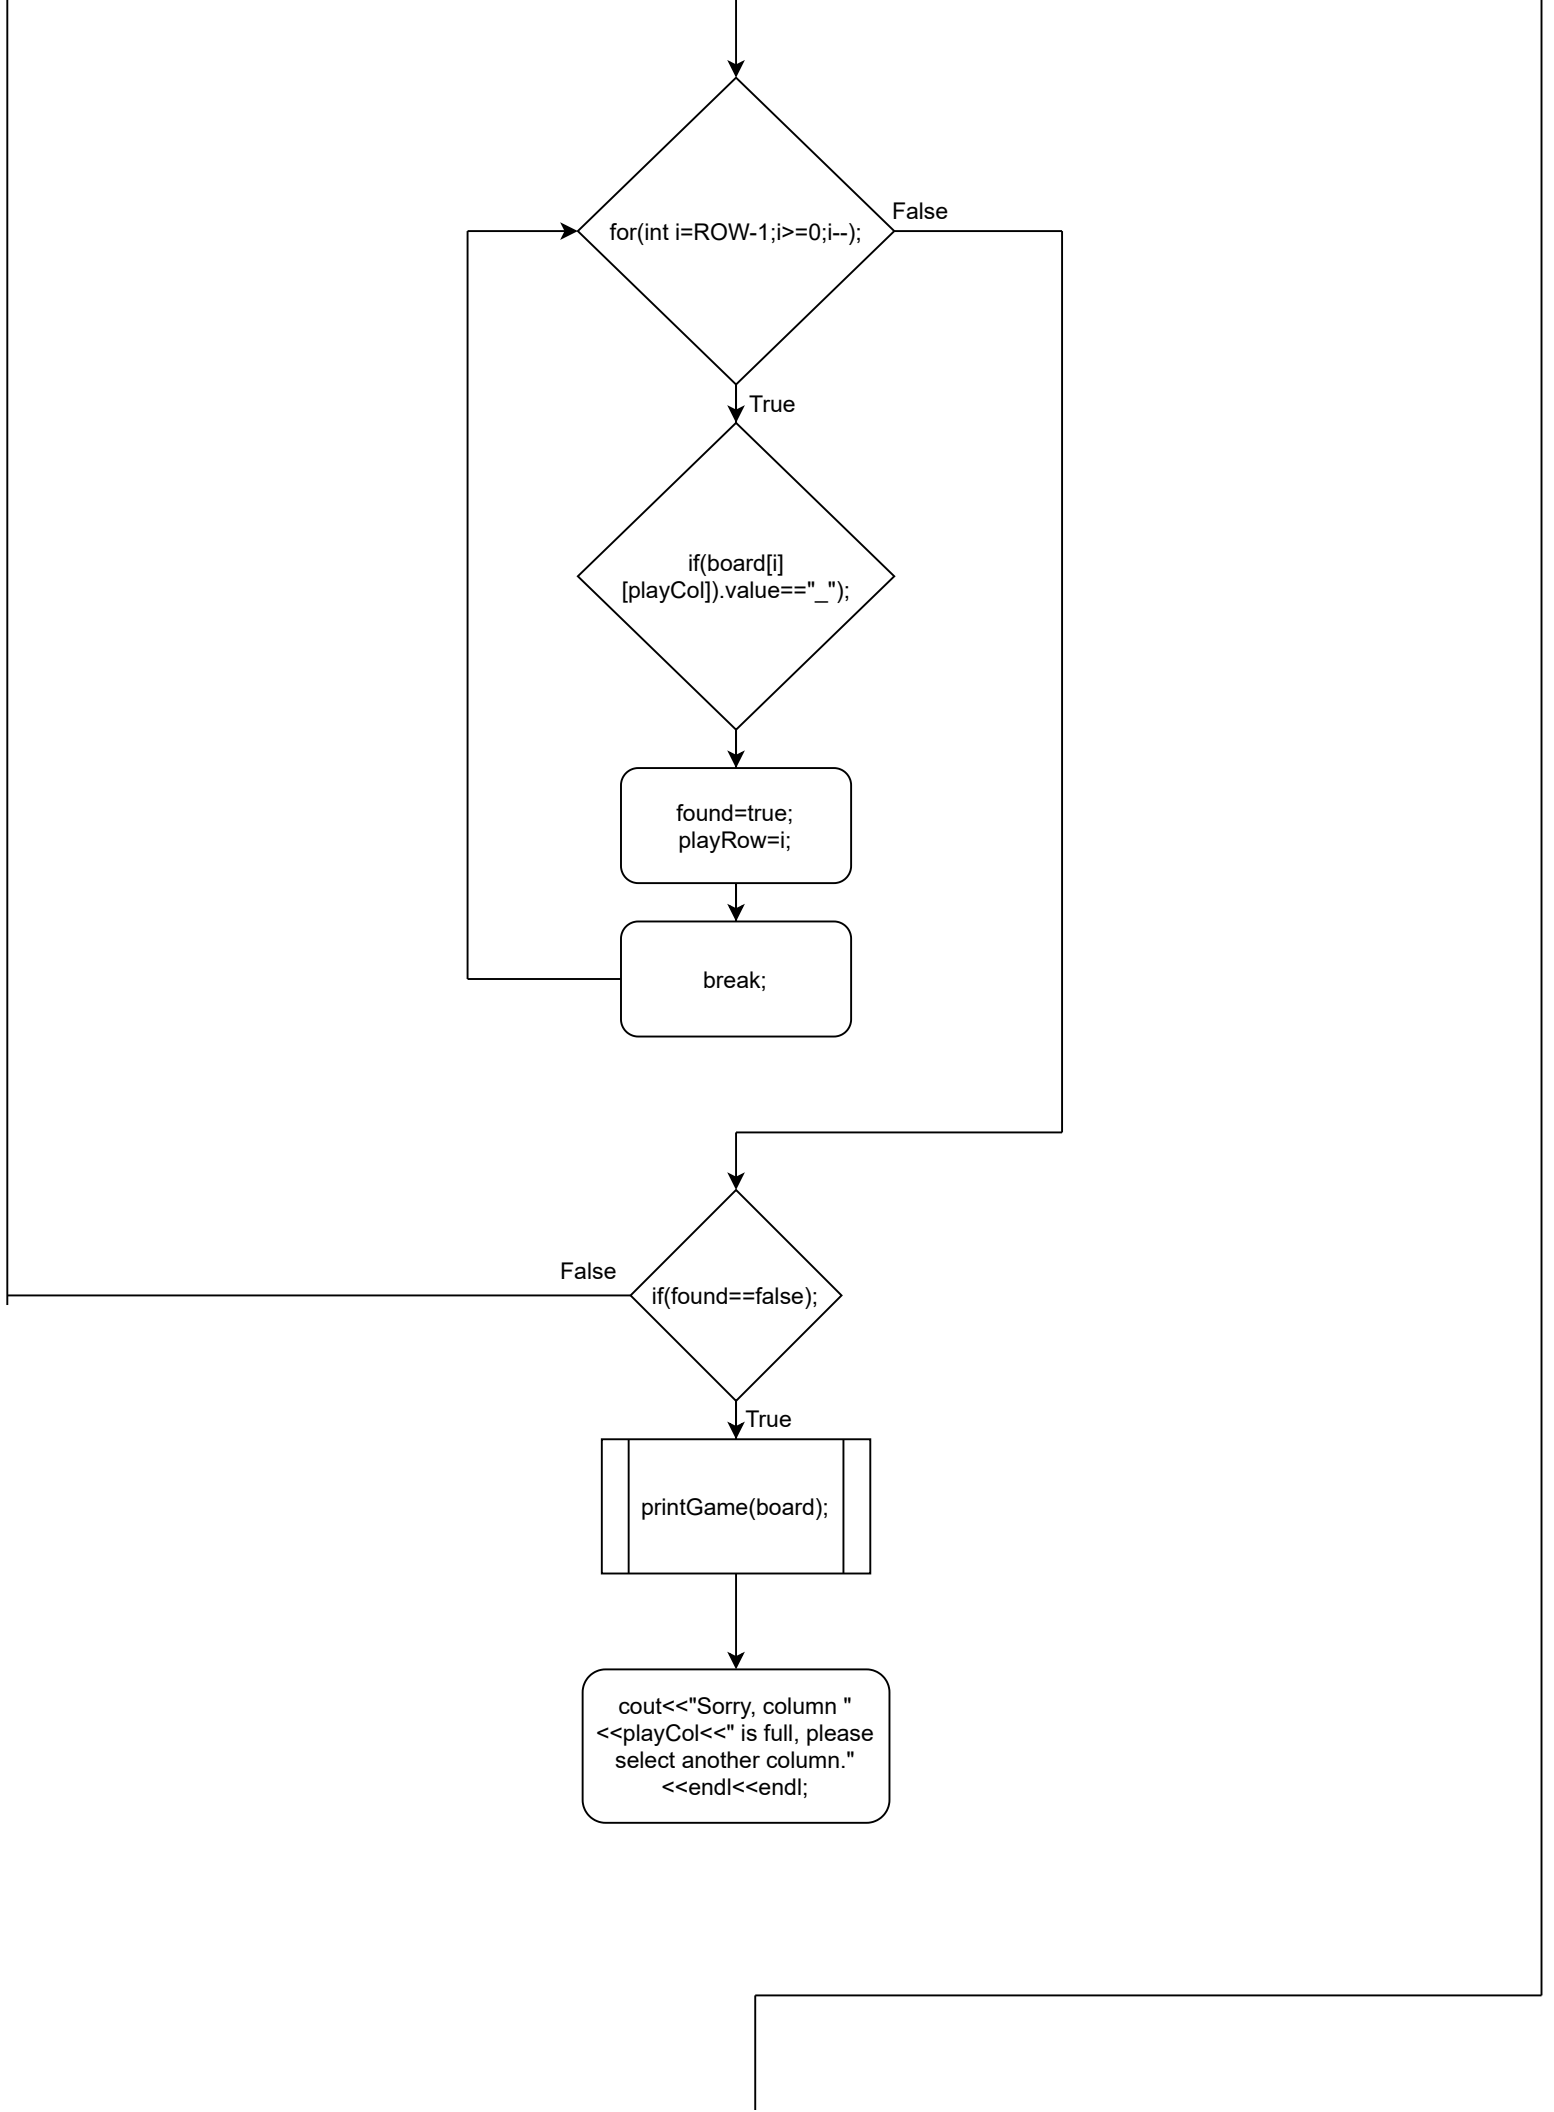 False
for(int i=ROW-1;i>=0;i--);
True
if(board[i]
[playCol]).value=="_");
found=true;
playRow=i;
break;
False
if(found==false);
True
printGame(board);
cout<<"Sorry, column "
<<playCol<<" is full, please
select another column."
<<endl<<endl;